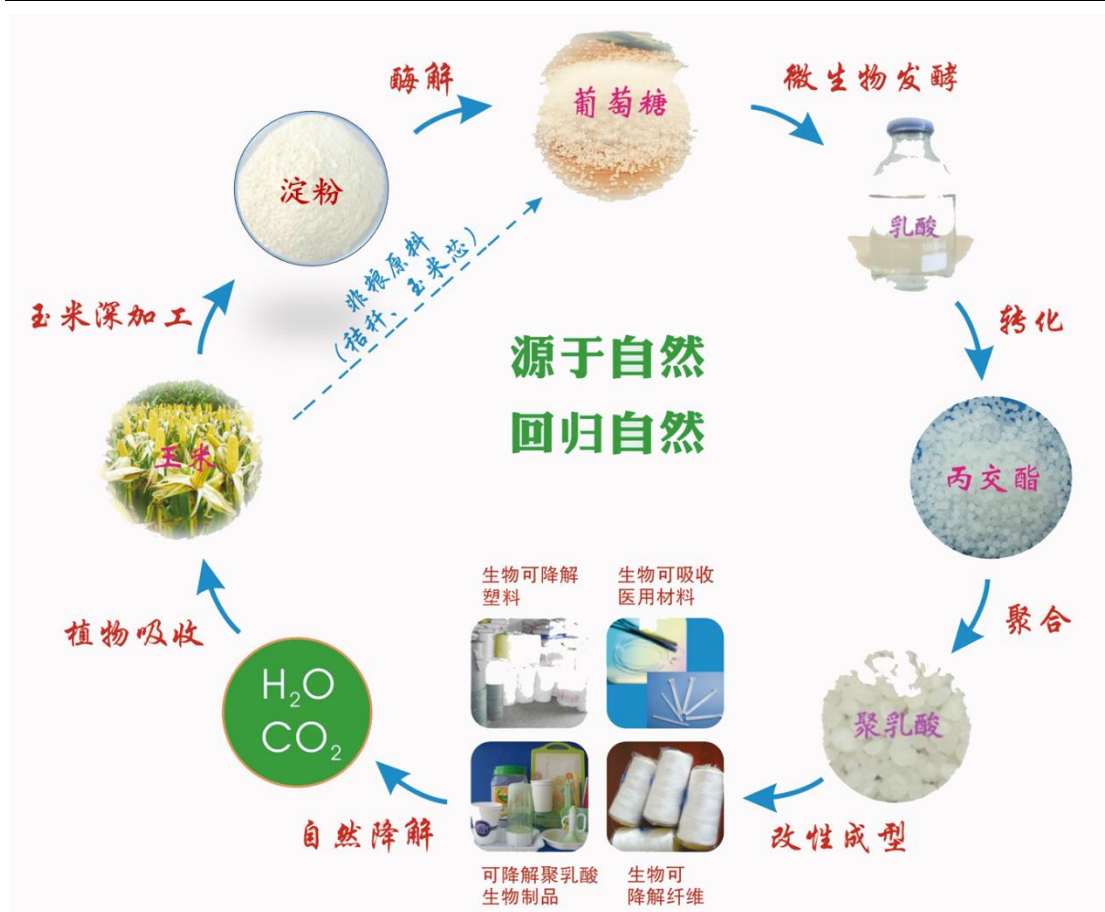 酶解
葡萄糖
微生物发酵
淀粉
乳酸
非粮原料
(秸秆、玉米芯)
玉米深加工
转化
源于自然
回归自然
玉米
丙交酯
生物可降解
塑料
生物可吸收
医用材料
植物吸收
聚合
H₂O
CO₂
聚乳酸
自然降解
改性成型
可降解聚乳酸
生物制品
生物可
降解纤维